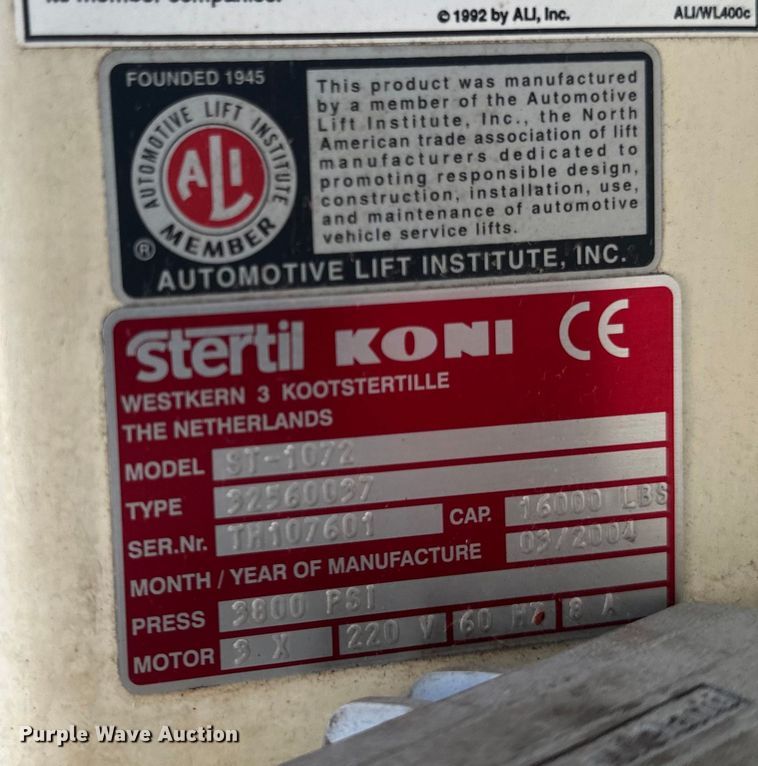 © 1992 by ALI, Inc.
ALI/WL400c
FOUNDED 1945
AUTOMOTIVE LIFT INSTITUTE
ALI
MEMBER
®
This product was manufactured
by a member of the Automotive
Lift Institute, Inc., the North
American trade association of lift
manufacturers dedicated to
promoting responsible design,
construction, installation, use,
and maintenance of automotive
vehicle service lifts.
AUTOMOTIVE LIFT INSTITUTE, INC.
stertil KONI CE
WESTKERN 3 KOOTSTERTILLE
THE NETHERLANDS
MODEL ST-1072
TYPE 32560037
SER.Nr. TH107601 CAP. 16000 LBS
MONTH / YEAR OF MANUFACTURE 03/2004
PRESS 3800 PSI
MOTOR 3 X 220 V 60 HZ 8 A
Purple Wave Auction